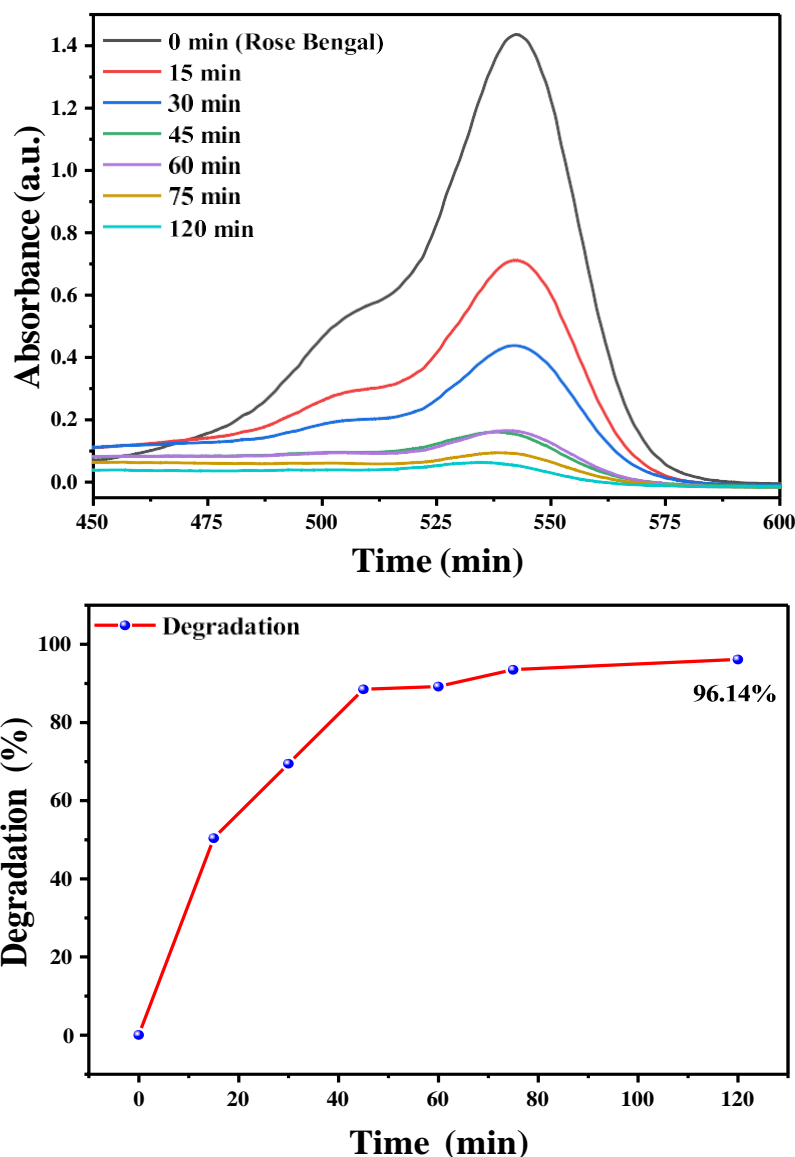 1.4
1.2
1.0
0.8
0.6
0.4
0.2
0.0
Absorbance (a.u.)
0 min (Rose Bengal)
15 min
30 min
45 min
60 min
75 min
120 min
450 475 500 525 550 575 600
Time (min)
Degradation
100
80
60
40
20
0
Degradation (%)
96.14%
0 20 40 60 80 100 120
Time (min)